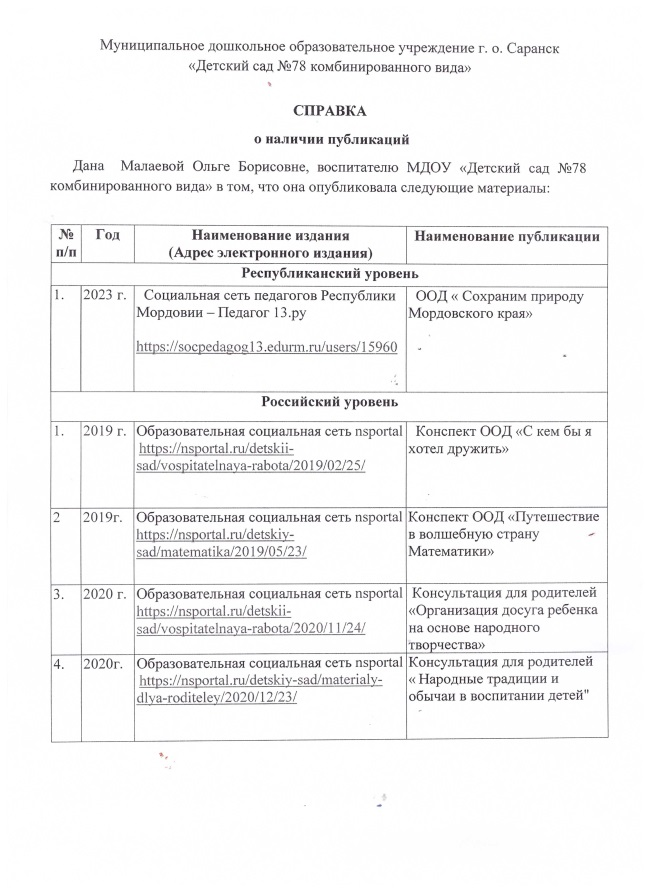 Муниципальное дошкольное образовательное учреждение г. о. Саранск
«Детский сад №78 комбинированного вида»
СПРАВКА
о наличии публикаций
Дана Малаевой Ольге Борисовне, воспитателю МДОУ «Детский сад №78
комбинированного вида» в том, что она опубликовала следующие материалы:
№ п/п
Год
Наименование издания
(Адрес электронного издания)
Наименование публикации
Республиканский уровень
1.
2023 г.
Социальная сеть педагогов Республики
Мордовии – Педагог 13.ру
https://socpedagog13.edurm.ru/users/15960
ООД « Сохраним природу
Мордовского края»
Российский уровень
1.
2019 г.
Образовательная социальная сеть nsportal
https://nsportal.ru/detskii-
sad/vospitatelnaya-rabota/2019/02/25/
Конспект ООД «С кем бы я
хотел дружить»
2
2019г.
Образовательная социальная сеть nsportal
https://nsportal.ru/detskiy-
sad/matematika/2019/05/23/
Конспект ООД «Путешествие
в волшебную страну
Математики»
3.
2020 г.
Образовательная социальная сеть nsportal
https://nsportal.ru/detskii-
sad/vospitatelnaya-rabota/2020/11/24/
Консультация для родителей
«Организация досуга ребенка
на основе народного
творчества»
4.
2020г.
Образовательная социальная сеть nsportal
https://nsportal.ru/detskiy-sad/materialy-
dlya-roditeley/2020/12/23/
Консультация для родителей
« Народные традиции и
обычаи в воспитании детей"